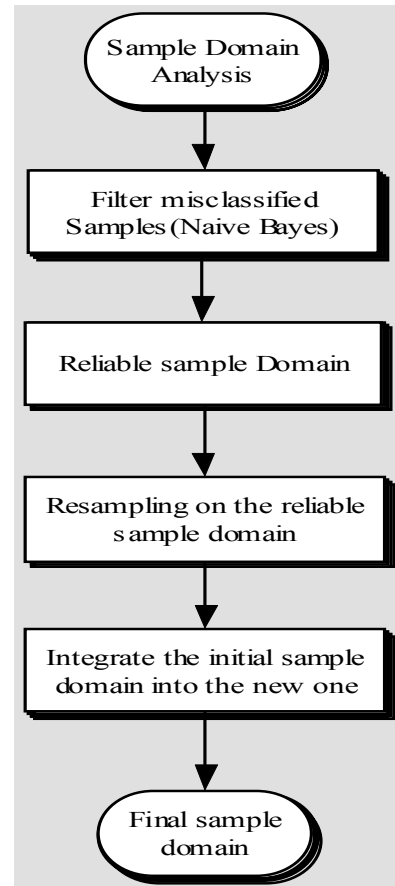 Sample Domain
Analysis
Filter misclassified
Samples(Naive Bayes)
Reliable sample Domain
Resampling on the reliable
sample domain
Integrate the initial sample
domain into the new one
Final sample
domain